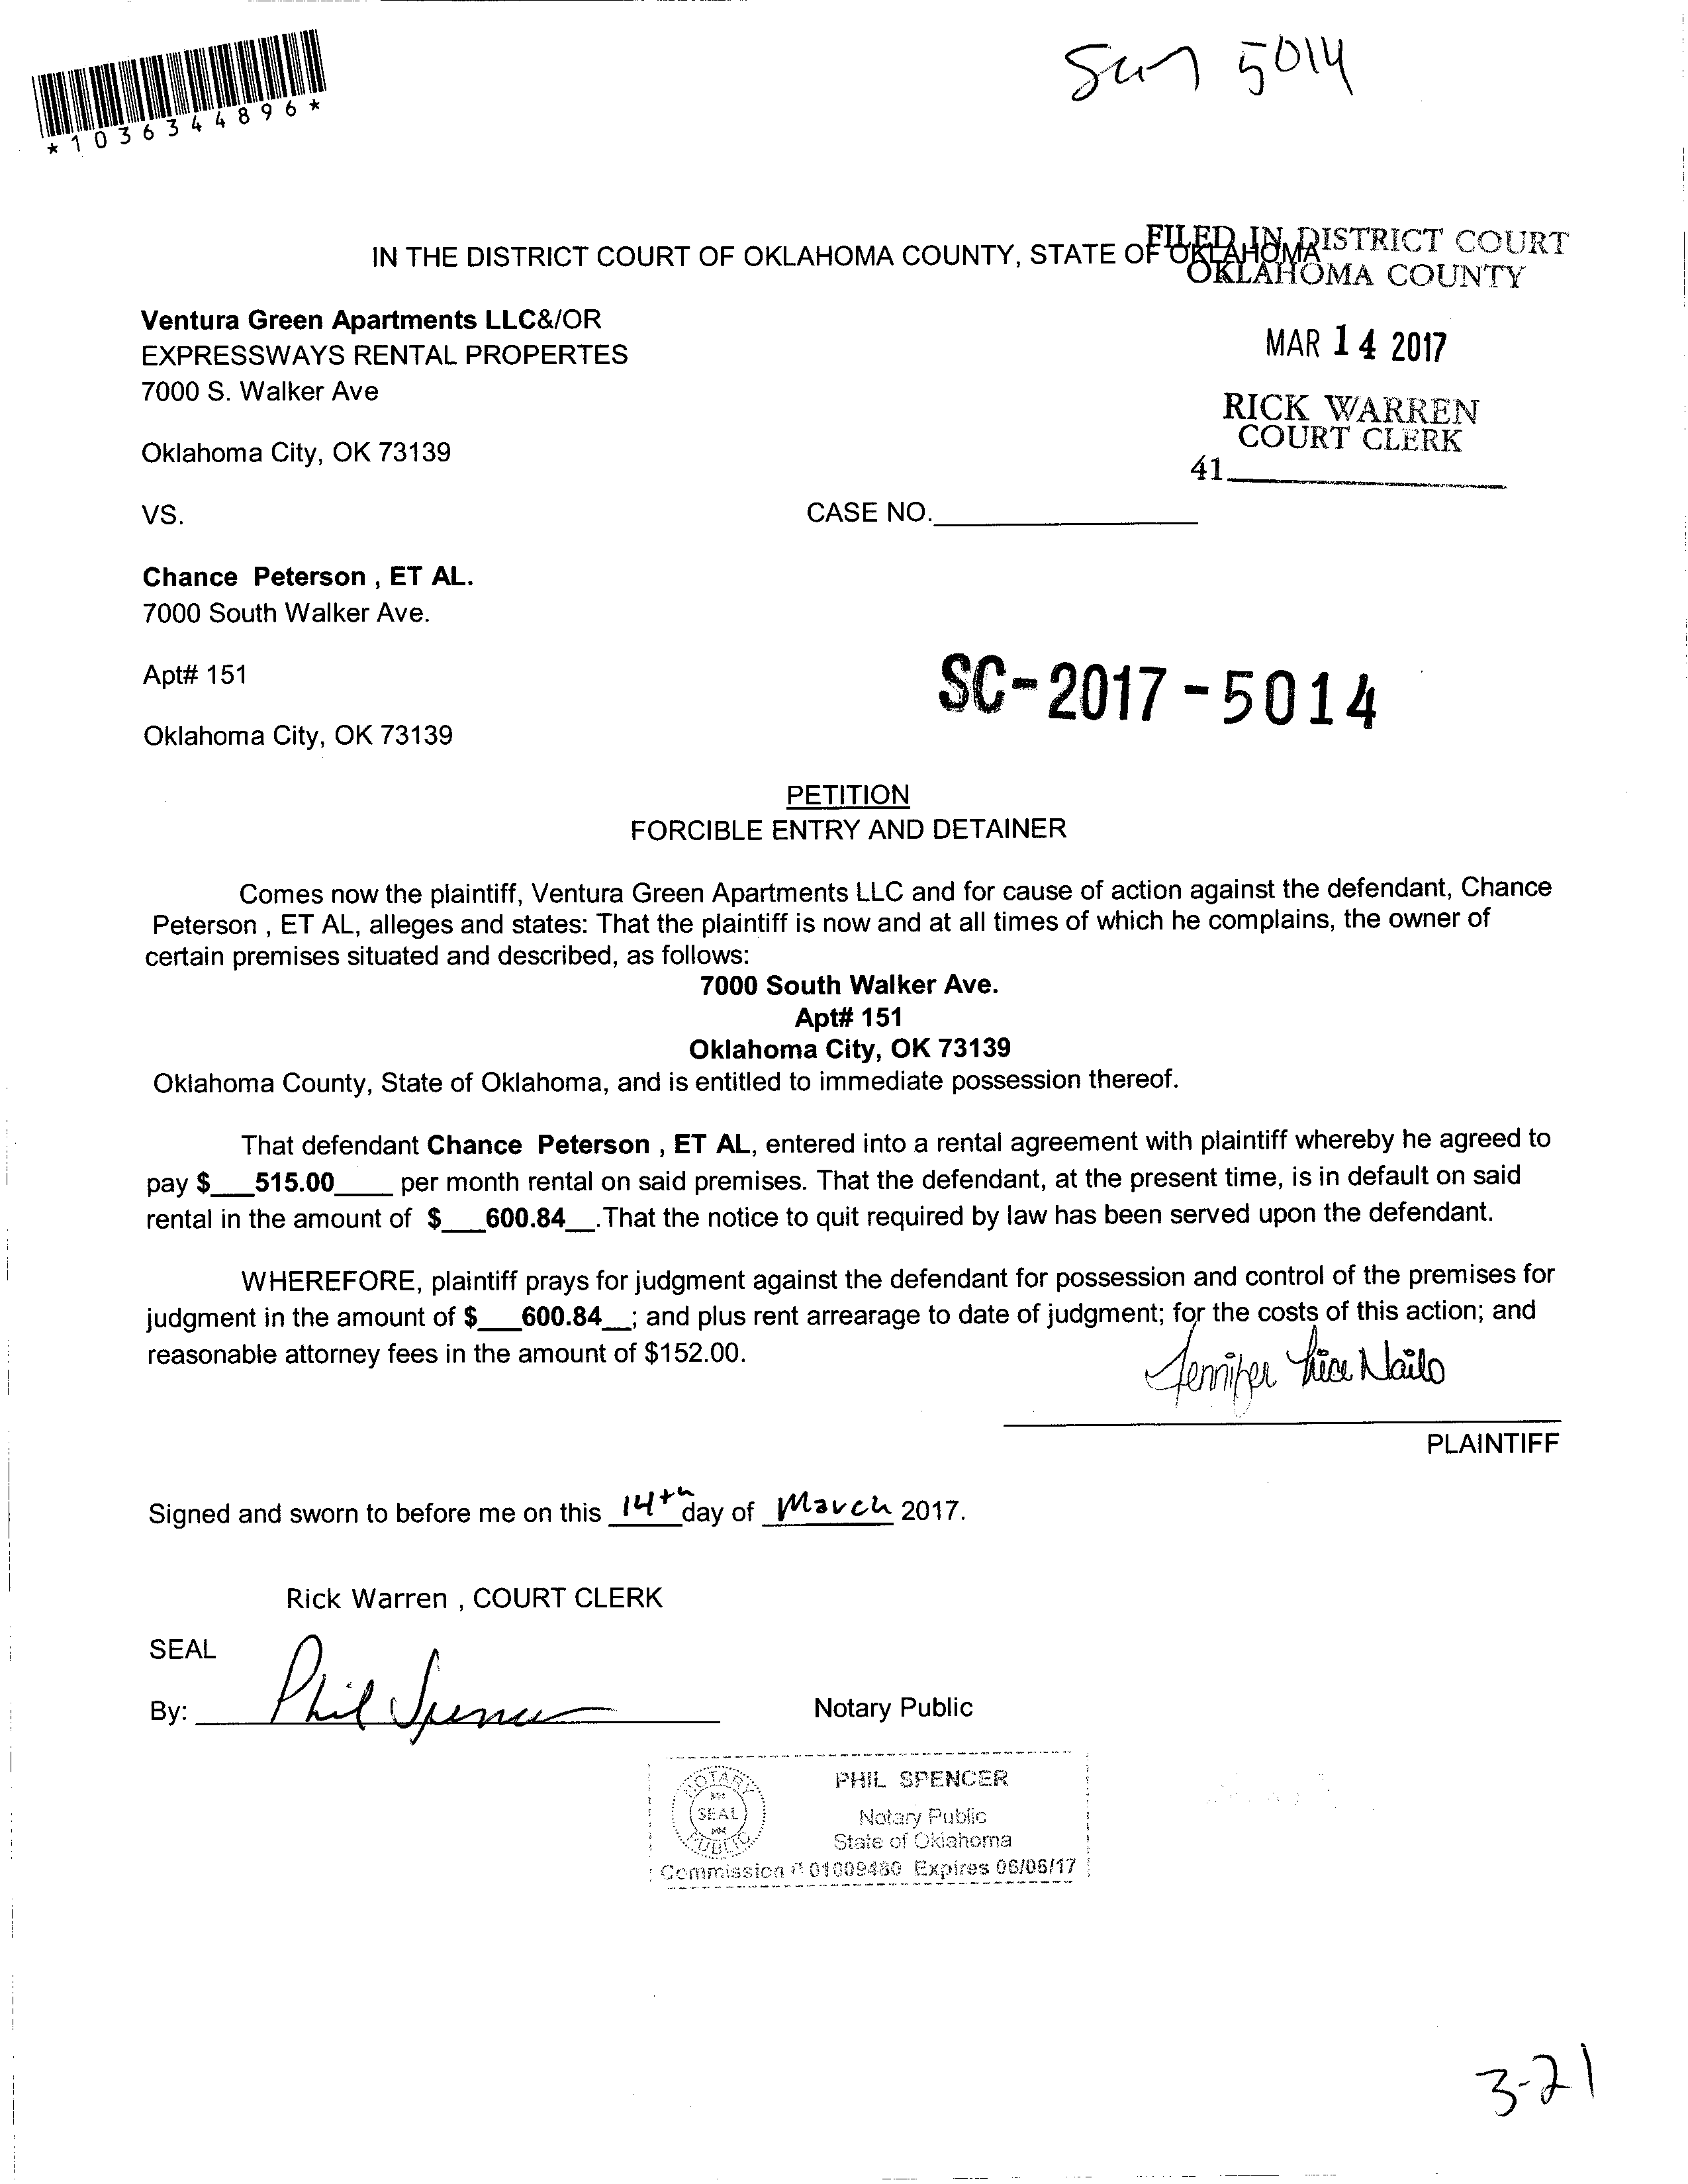 *1036344896*
5014
IN THE DISTRICT COURT OF OKLAHOMA COUNTY, STATE OF OKLAHOMA
FILED IN DISTRICT COURT
OKLAHOMA COUNTY
MAR 14 2017
RICK WARREN
COURT CLERK
41
Ventura Green Apartments LLC&/OR
EXPRESSWAYS RENTAL PROPERTES
7000 S. Walker Ave
Oklahoma City, OK 73139
VS.
CASE NO.
Chance Peterson , ET AL.
7000 South Walker Ave.
Apt# 151
SC-2017-5014
Oklahoma City, OK 73139
PETITION
FORCIBLE ENTRY AND DETAINER
Comes now the plaintiff, Ventura Green Apartments LLC and for cause of action against the defendant, Chance
Peterson , ET AL, alleges and states: That the plaintiff is now and at all times of which he complains, the owner of
certain premises situated and described, as follows:
7000 South Walker Ave.
Apt# 151
Oklahoma City, OK 73139
Oklahoma County, State of Oklahoma, and is entitled to immediate possession thereof.
That defendant Chance Peterson , ET AL, entered into a rental agreement with plaintiff whereby he agreed to
pay $___515.00____ per month rental on said premises. That the defendant, at the present time, is in default on said
rental in the amount of $___600.84__.That the notice to quit required by law has been served upon the defendant.
WHEREFORE, plaintiff prays for judgment against the defendant for possession and control of the premises for
judgment in the amount of $___600.84__; and plus rent arrearage to date of judgment; for the costs of this action; and
reasonable attorney fees in the amount of $152.00.
Jennifer
PLAINTIFF
Signed and sworn to before me on this 14th day of March 2017.
Rick Warren , COURT CLERK
SEAL
By: Phil Spencer
Notary Public
NOTARY SEAL PUBLIC
PHIL SPENCER
Notary Public
State of Oklahoma
Commission # 01009480 Expires 06/06/17
3-21